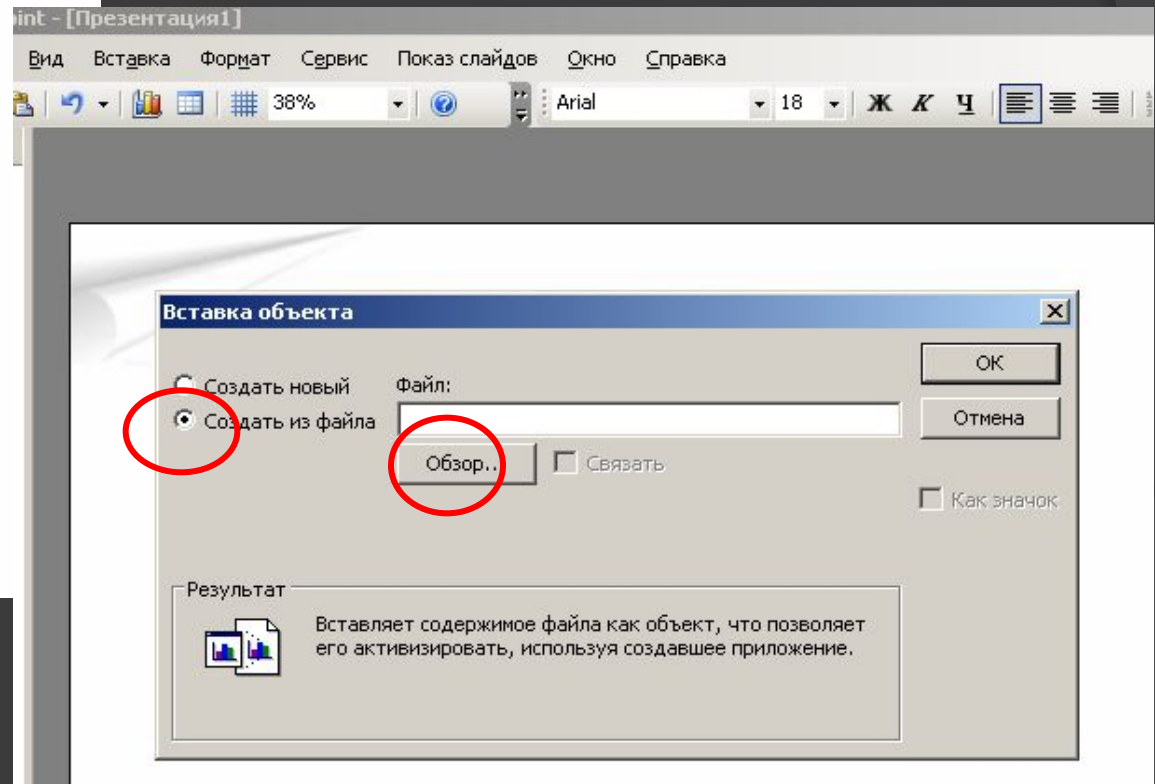 int - [Презентация1]
Вид Вставка Формат Сервис Показ слайдов Окно Справка
38% Arial 18 Ж К Ч
Вставка объекта
Создать новый Файл: ОК
Создать из файла Отмена
Обзор.. Связать
Как значок
Результат
Вставляет содержимое файла как объект, что позволяет
его активизировать, используя создавшее приложение.